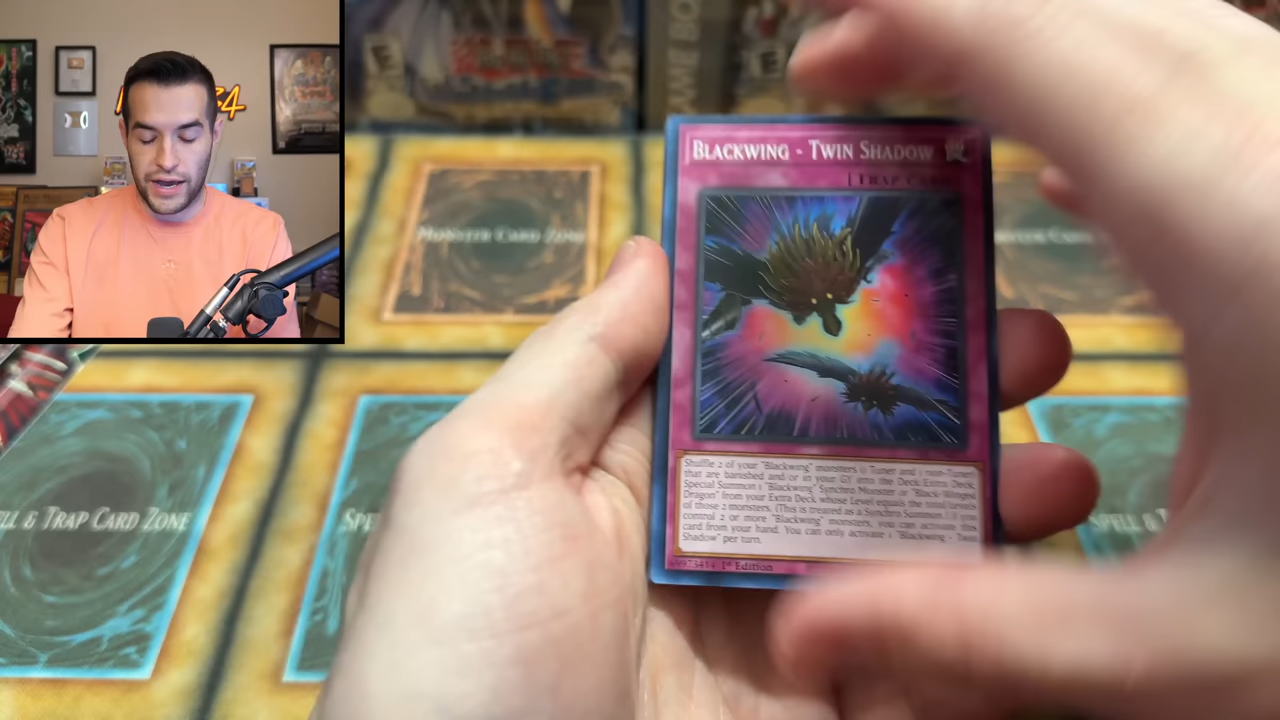 E
E
GAME BO
34
BLACKWING - TWIN SHADOW
[TRAP CARD
MONSTER CARD ZONE
Shuffle 2 of your "Blackwing" monsters (1 Tuner and 1 non-Tuner)
that are banished and/or in your GY into the Deck/Extra Deck,
Special Summon 1 "Blackwing" Synchro Monster or "Black-Winged
Dragon" from your Extra Deck whose Level equals the total Levels
of those 2 monsters. (This is treated as a Synchro Summon.) If you
control 2 or more "Blackwing" monsters, you can activate this
card from your hand. You can only activate 1 "Blackwing - Twin
Shadow" per turn.
1st Edition
LL & TRAP CARD ZONE
SPE
SPELL & T